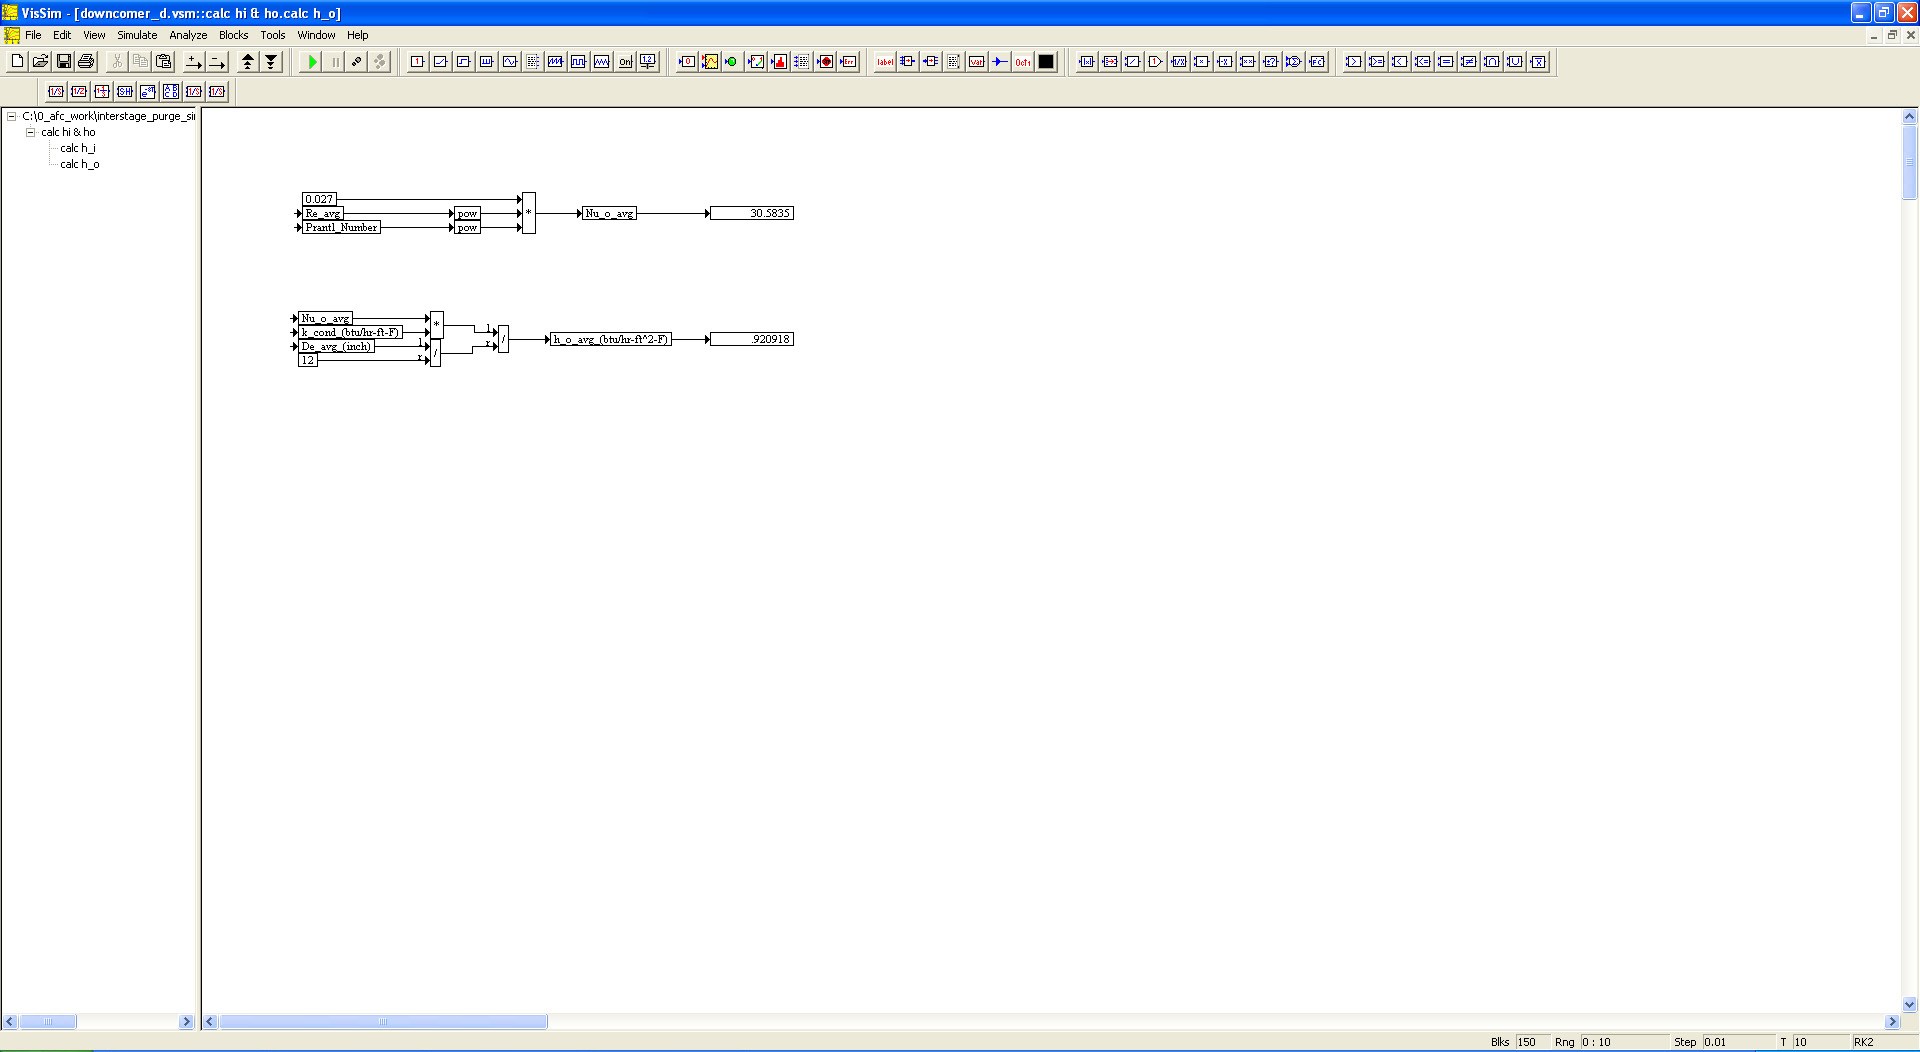 VisSim - [downcomer_d.vsm::calc hi & ho.calc h_o]
File Edit View Simulate Analyze Blocks Tools Window Help
C:\0_afc_work\interstage_purge_si
calc hi & ho
calc h_i
calc h_o
0.027
Re_avg pow * Nu_o_avg 30.5835
Prantl_Number pow
Nu_o_avg
k_cond_(btu/hr-ft-F) * l
De_avg_(inch) l r / h_o_avg_(btu/hr-ft^2-F) .920918
12 r /
Blks 150 Rng 0 : 10 Step 0.01 T 10 RK2